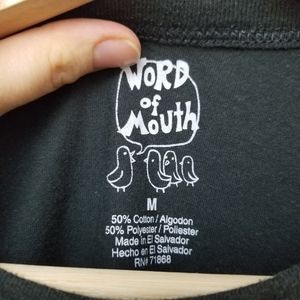 WORD
of
Mouth
M
50% Cotton / Algodon
50% Polyester / Poliester
Made in El Salvador
Hecho en El Salvador
RN# 71868